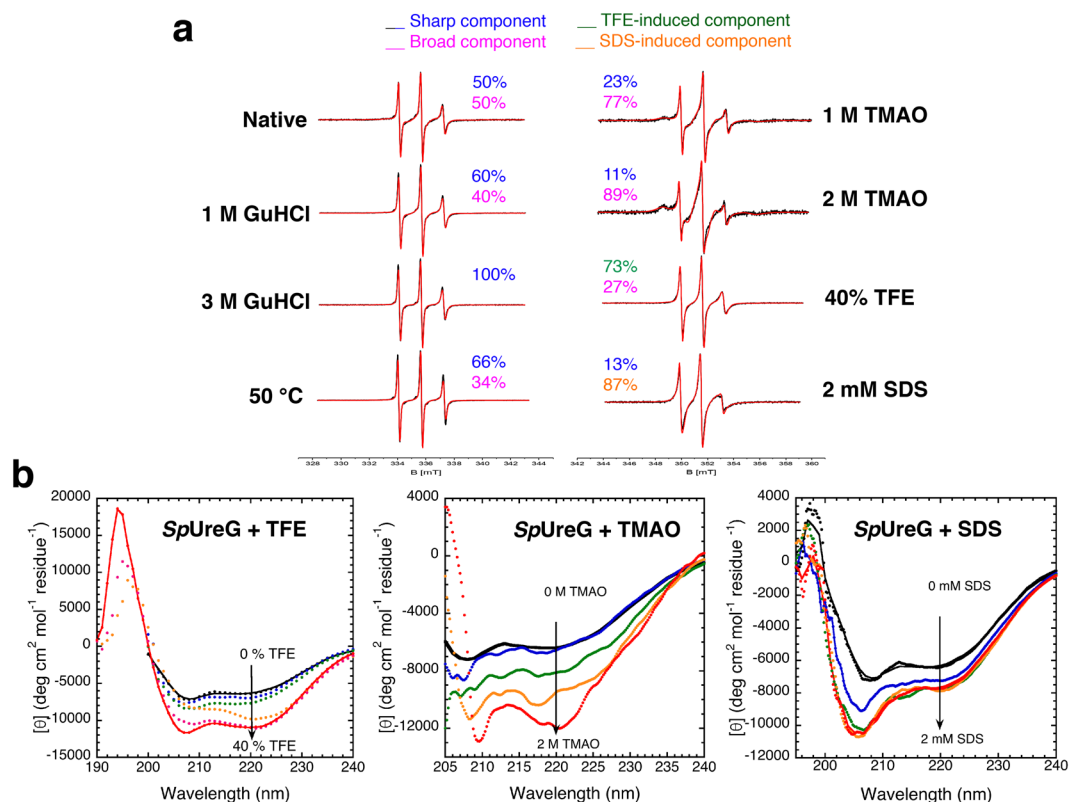 a
__ Sharp component
__ TFE-induced component
__ Broad component
__ SDS-induced component
Native
50%
50%
23%
77%
1 M TMAO
1 M GuHCl
60%
40%
11%
89%
2 M TMAO
3 M GuHCl
100%
73%
27%
40% TFE
50 °C
66%
34%
13%
87%
2 mM SDS
328 330 332 334 336 338 340 342 344
B [mT]
342 344 346 348 350 352 354 356 358 360
B [mT]
b
SpUreG + TFE
[θ] (deg cm² mol⁻¹ residue⁻¹)
20000
15000
10000
5000
0
-5000
-10000
-15000
0 % TFE
40 % TFE
190 200 210 220 230 240
Wavelength (nm)
SpUreG + TMAO
[θ] (deg cm² mol⁻¹ residue⁻¹)
4000
0
-4000
-8000
-12000
0 M TMAO
2 M TMAO
205 210 215 220 225 230 235 240
Wavelength (nm)
SpUreG + SDS
[θ] (deg cm² mol⁻¹ residue⁻¹)
4000
2000
0
-2000
-4000
-6000
-8000
-10000
-12000
0 mM SDS
2 mM SDS
200 210 220 230 240
Wavelength (nm)